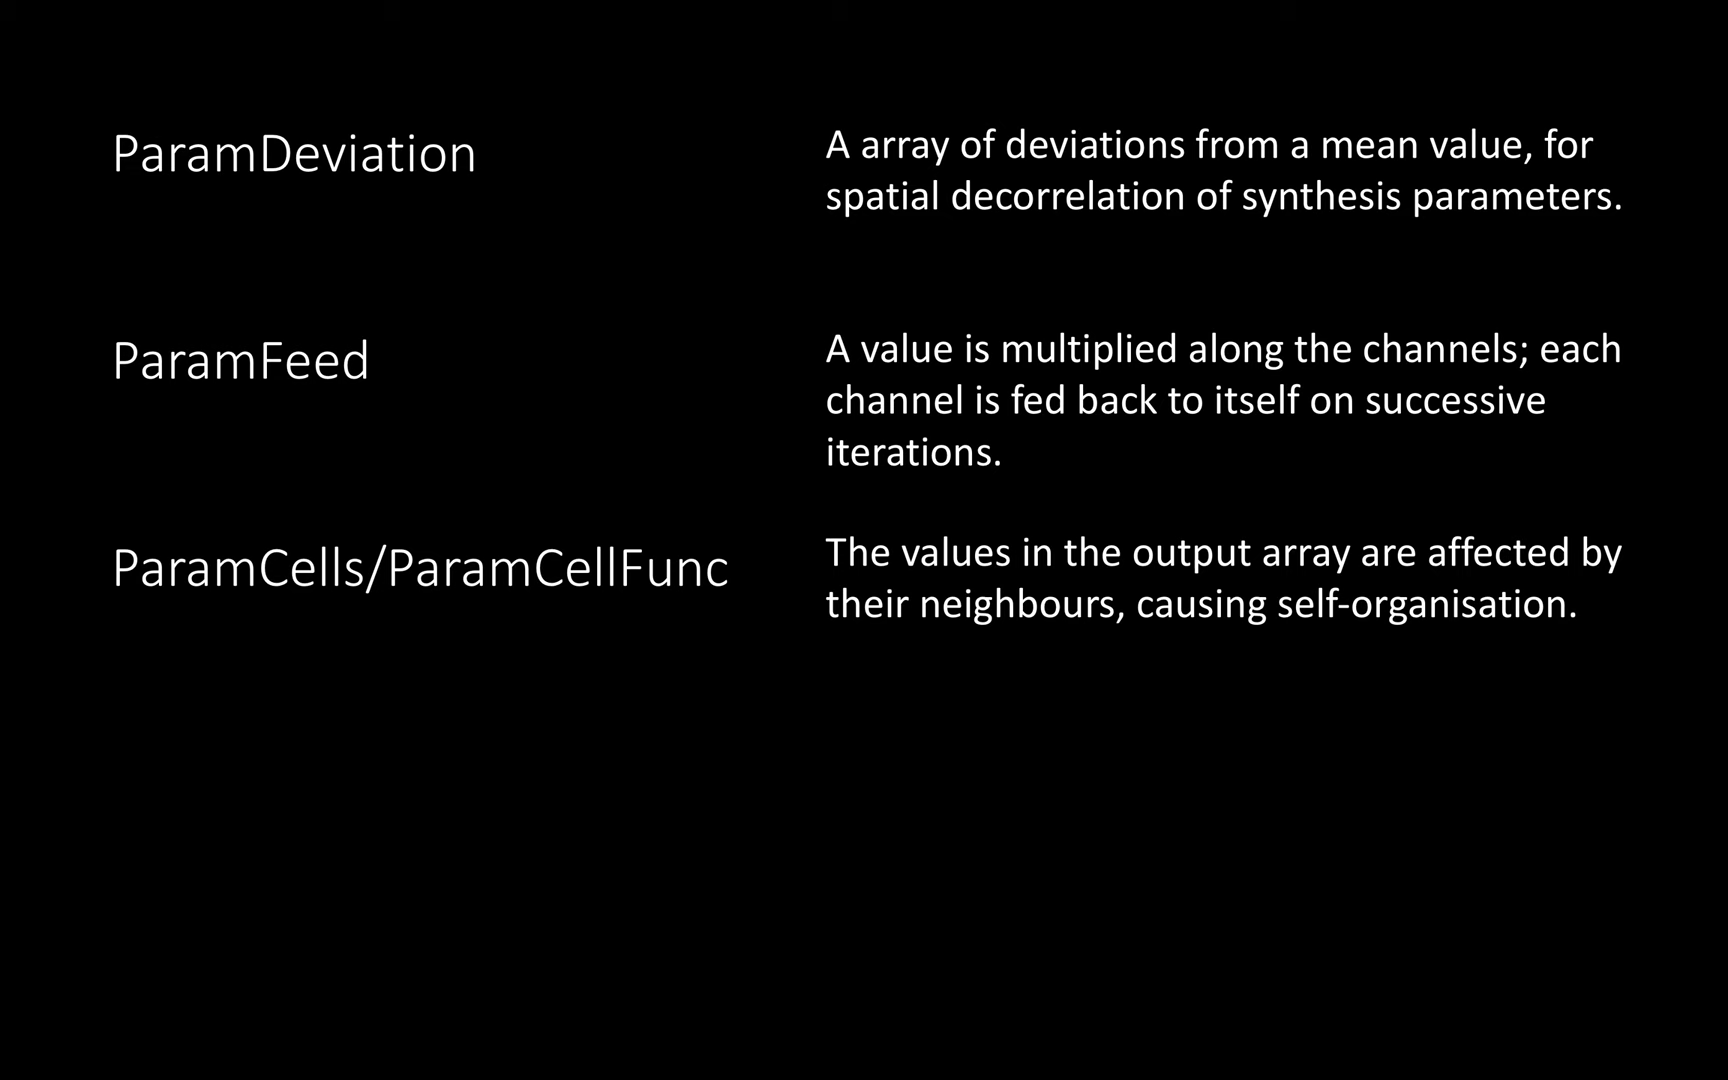 ParamDeviation
A array of deviations from a mean value, for
spatial decorrelation of synthesis parameters.
ParamFeed
A value is multiplied along the channels; each
channel is fed back to itself on successive
iterations.
ParamCells/ParamCellFunc
The values in the output array are affected by
their neighbours, causing self-organisation.